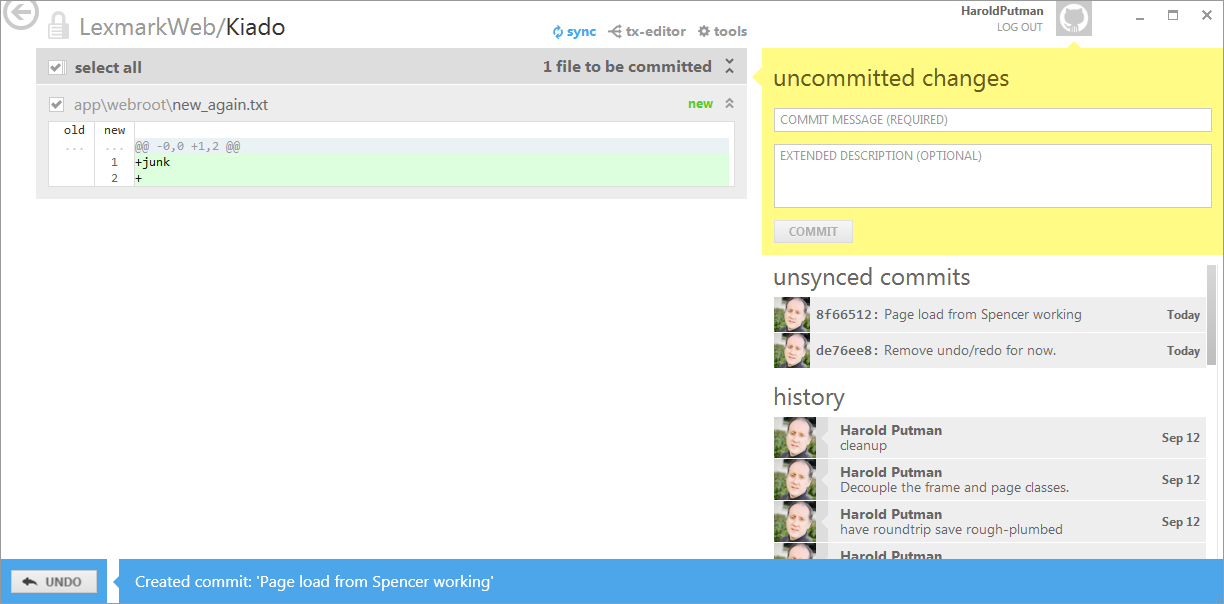 LexmarkWeb/Kiado
sync tx-editor tools
HaroldPutman
LOG OUT
select all 1 file to be committed
app\webroot\new_again.txt new
old new
... ... @@ -0,0 +1,2 @@
1 +junk
2 +
uncommitted changes
COMMIT MESSAGE (REQUIRED)
EXTENDED DESCRIPTION (OPTIONAL)
COMMIT
unsynced commits
8f66512: Page load from Spencer working Today
de76ee8: Remove undo/redo for now. Today
history
Harold Putman
cleanup Sep 12
Harold Putman
Decouple the frame and page classes. Sep 12
Harold Putman
have roundtrip save rough-plumbed Sep 12
Harold Putman
UNDO Created commit: 'Page load from Spencer working'